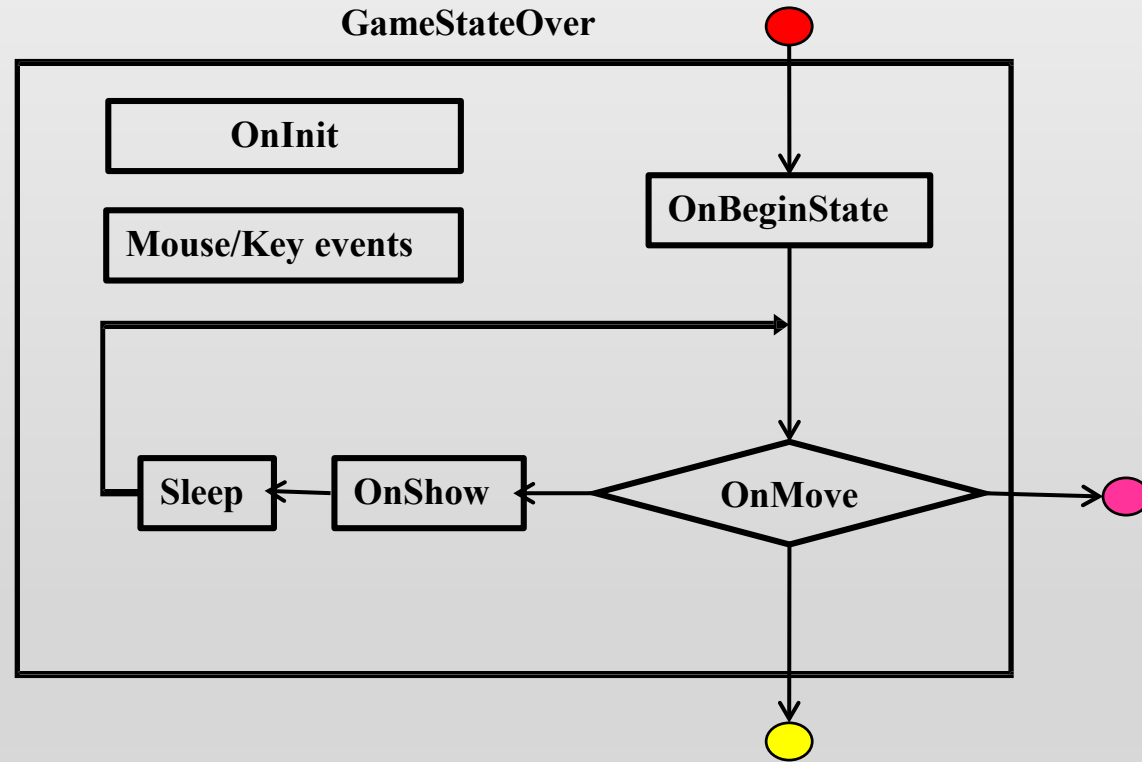 GameStateOver
OnInit
OnBeginState
Mouse/Key events
Sleep
OnShow
OnMove